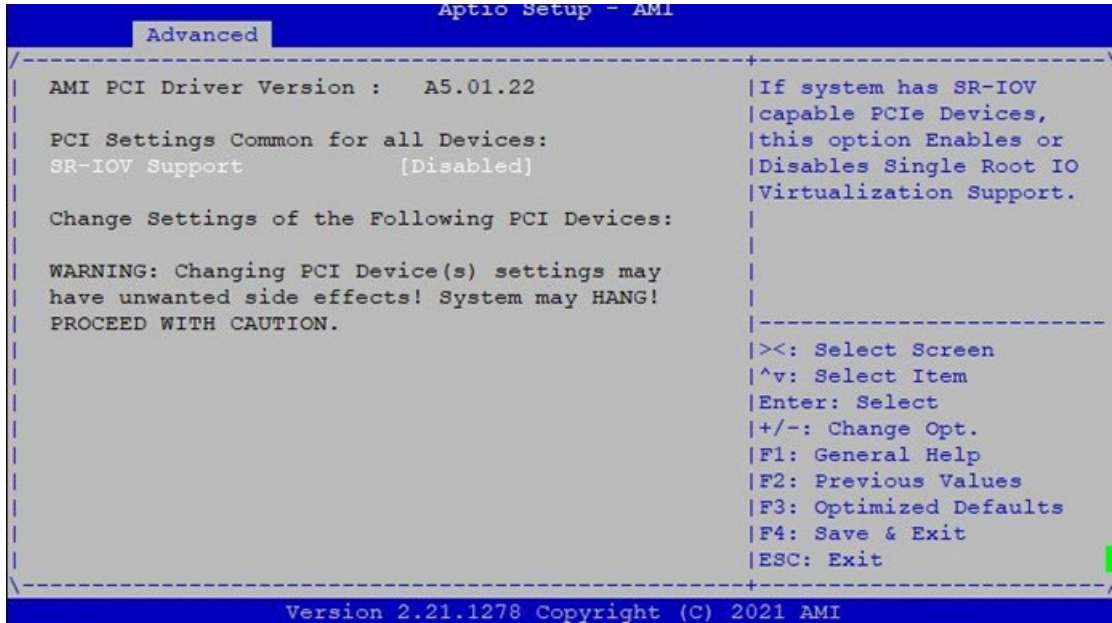 Aptio Setup - AMI
Advanced
AMI PCI Driver Version : A5.01.22
PCI Settings Common for all Devices:
SR-IOV Support [Disabled]
Change Settings of the Following PCI Devices:
WARNING: Changing PCI Device(s) settings may
have unwanted side effects! System may HANG!
PROCEED WITH CAUTION.
If system has SR-IOV
capable PCIe Devices,
this option Enables or
Disables Single Root IO
Virtualization Support.
><: Select Screen
^v: Select Item
Enter: Select
+/-: Change Opt.
F1: General Help
F2: Previous Values
F3: Optimized Defaults
F4: Save & Exit
ESC: Exit
Version 2.21.1278 Copyright (C) 2021 AMI